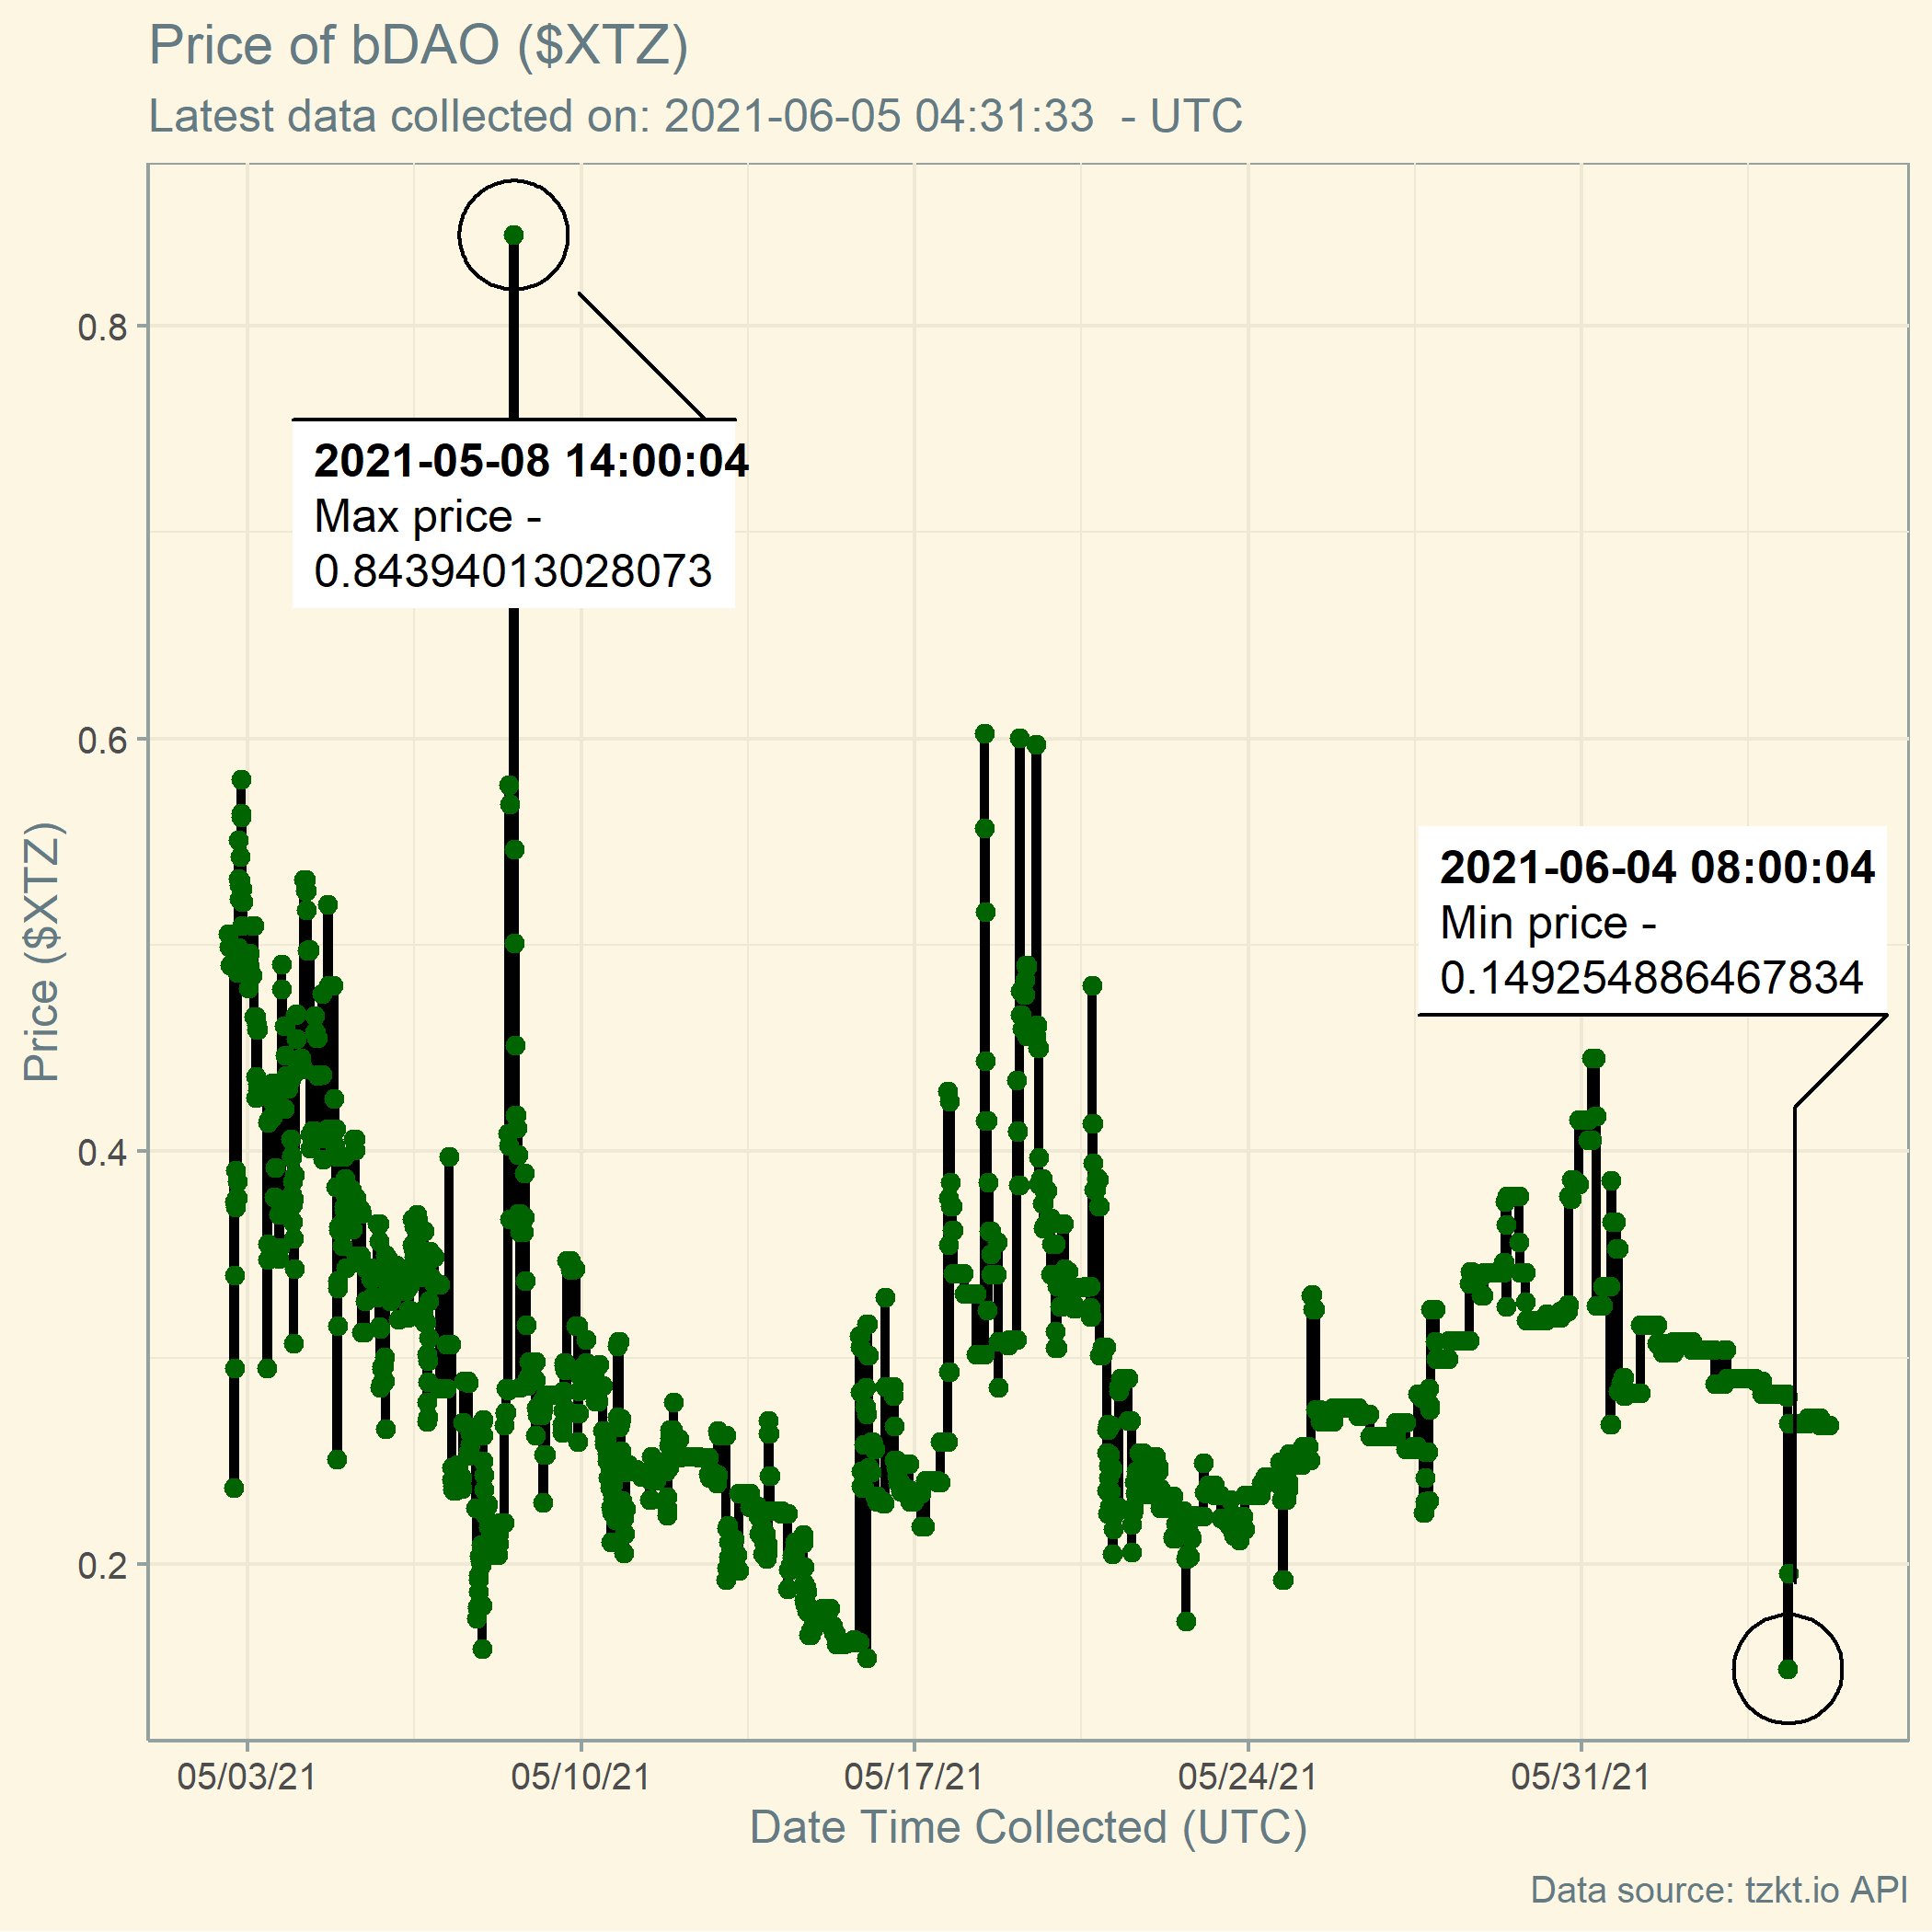 Price of bDAO ($XTZ)
Latest data collected on: 2021-06-05 04:31:33  - UTC
0.8
0.6
0.4
0.2
Price ($XTZ)
2021-05-08 14:00:04
Max price -
0.84394013028073
2021-06-04 08:00:04
Min price -
0.149254886467834
05/03/21
05/10/21
05/17/21
05/24/21
05/31/21
Date Time Collected (UTC)
Data source: tzkt.io API